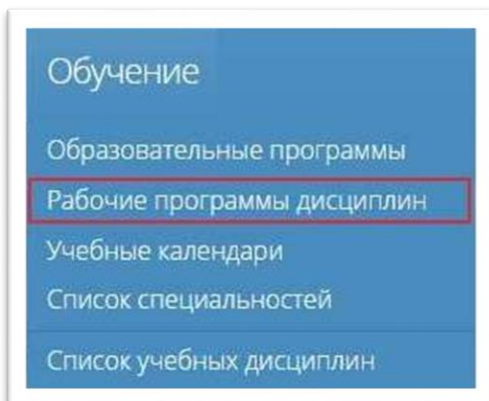 Обучение
Образовательные программы
Рабочие программы дисциплин
Учебные календари
Список специальностей
Список учебных дисциплин